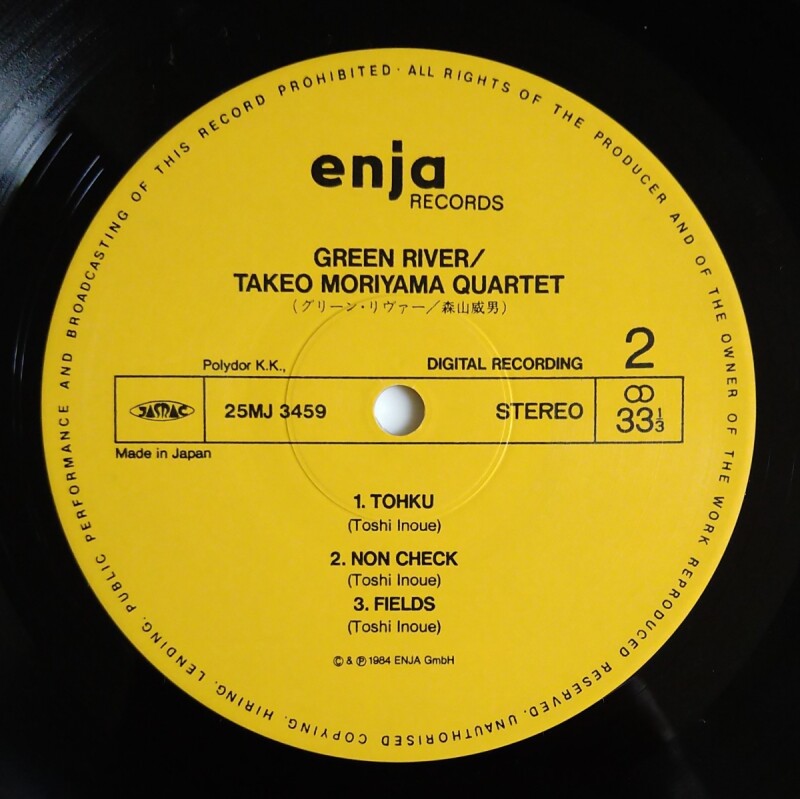 PUBLIC PERFORMANCE AND BROADCASTING OF THIS RECORD PROHIBITED · ALL RIGHTS OF THE PRODUCER AND OF THE OWNER OF THE WORK REPRODUCED RESERVED. UNAUTHORISED COPYING, HIRING, LENDING,
enja
RECORDS
GREEN RIVER/
TAKEO MORIYAMA QUARTET
(グリーン・リヴァー/森山威男)
Polydor K.K., DIGITAL RECORDING 2
JASRAC 25MJ 3459 STEREO 33 1/3
Made in Japan
1. TOHKU
(Toshi Inoue)
2. NON CHECK
(Toshi Inoue)
3. FIELDS
(Toshi Inoue)
© & ℗ 1984 ENJA GmbH